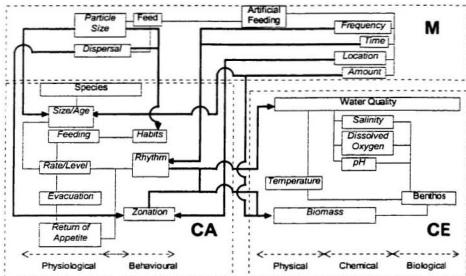 Particle
Size
Feed
Artificial
Feeding
Frequency
M
Time
Dispersal
Location
Amount
Species
Size/Age
Water Quality
Feeding
Habits
Salinity
Dissolved
Oxygen
Rhythm
pH
Rate/Level
Temperature
Evacuation
Benthos
Zonation
Biomass
Return of
Appetite
CA
CE
Physiological
Behavioural
Physical
Chemical
Biological